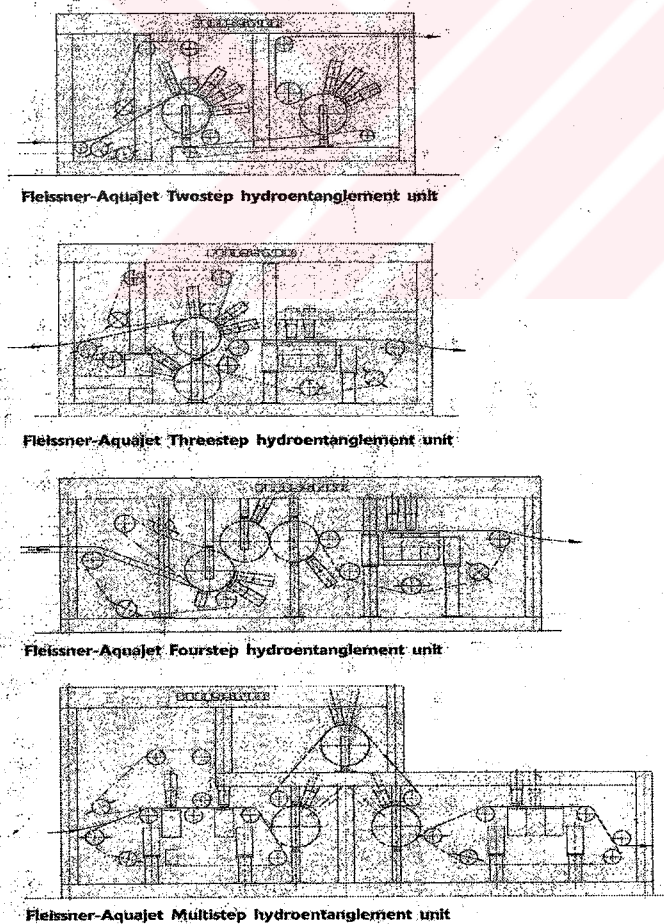 Fleissner-Aquajet Twostep hydroentanglement unit
Fleissner-Aquajet Threestep hydroentanglement unit
Fleissner-Aquajet Fourstep hydroentanglement unit
Fleissner-Aquajet Multistep hydroentanglement unit